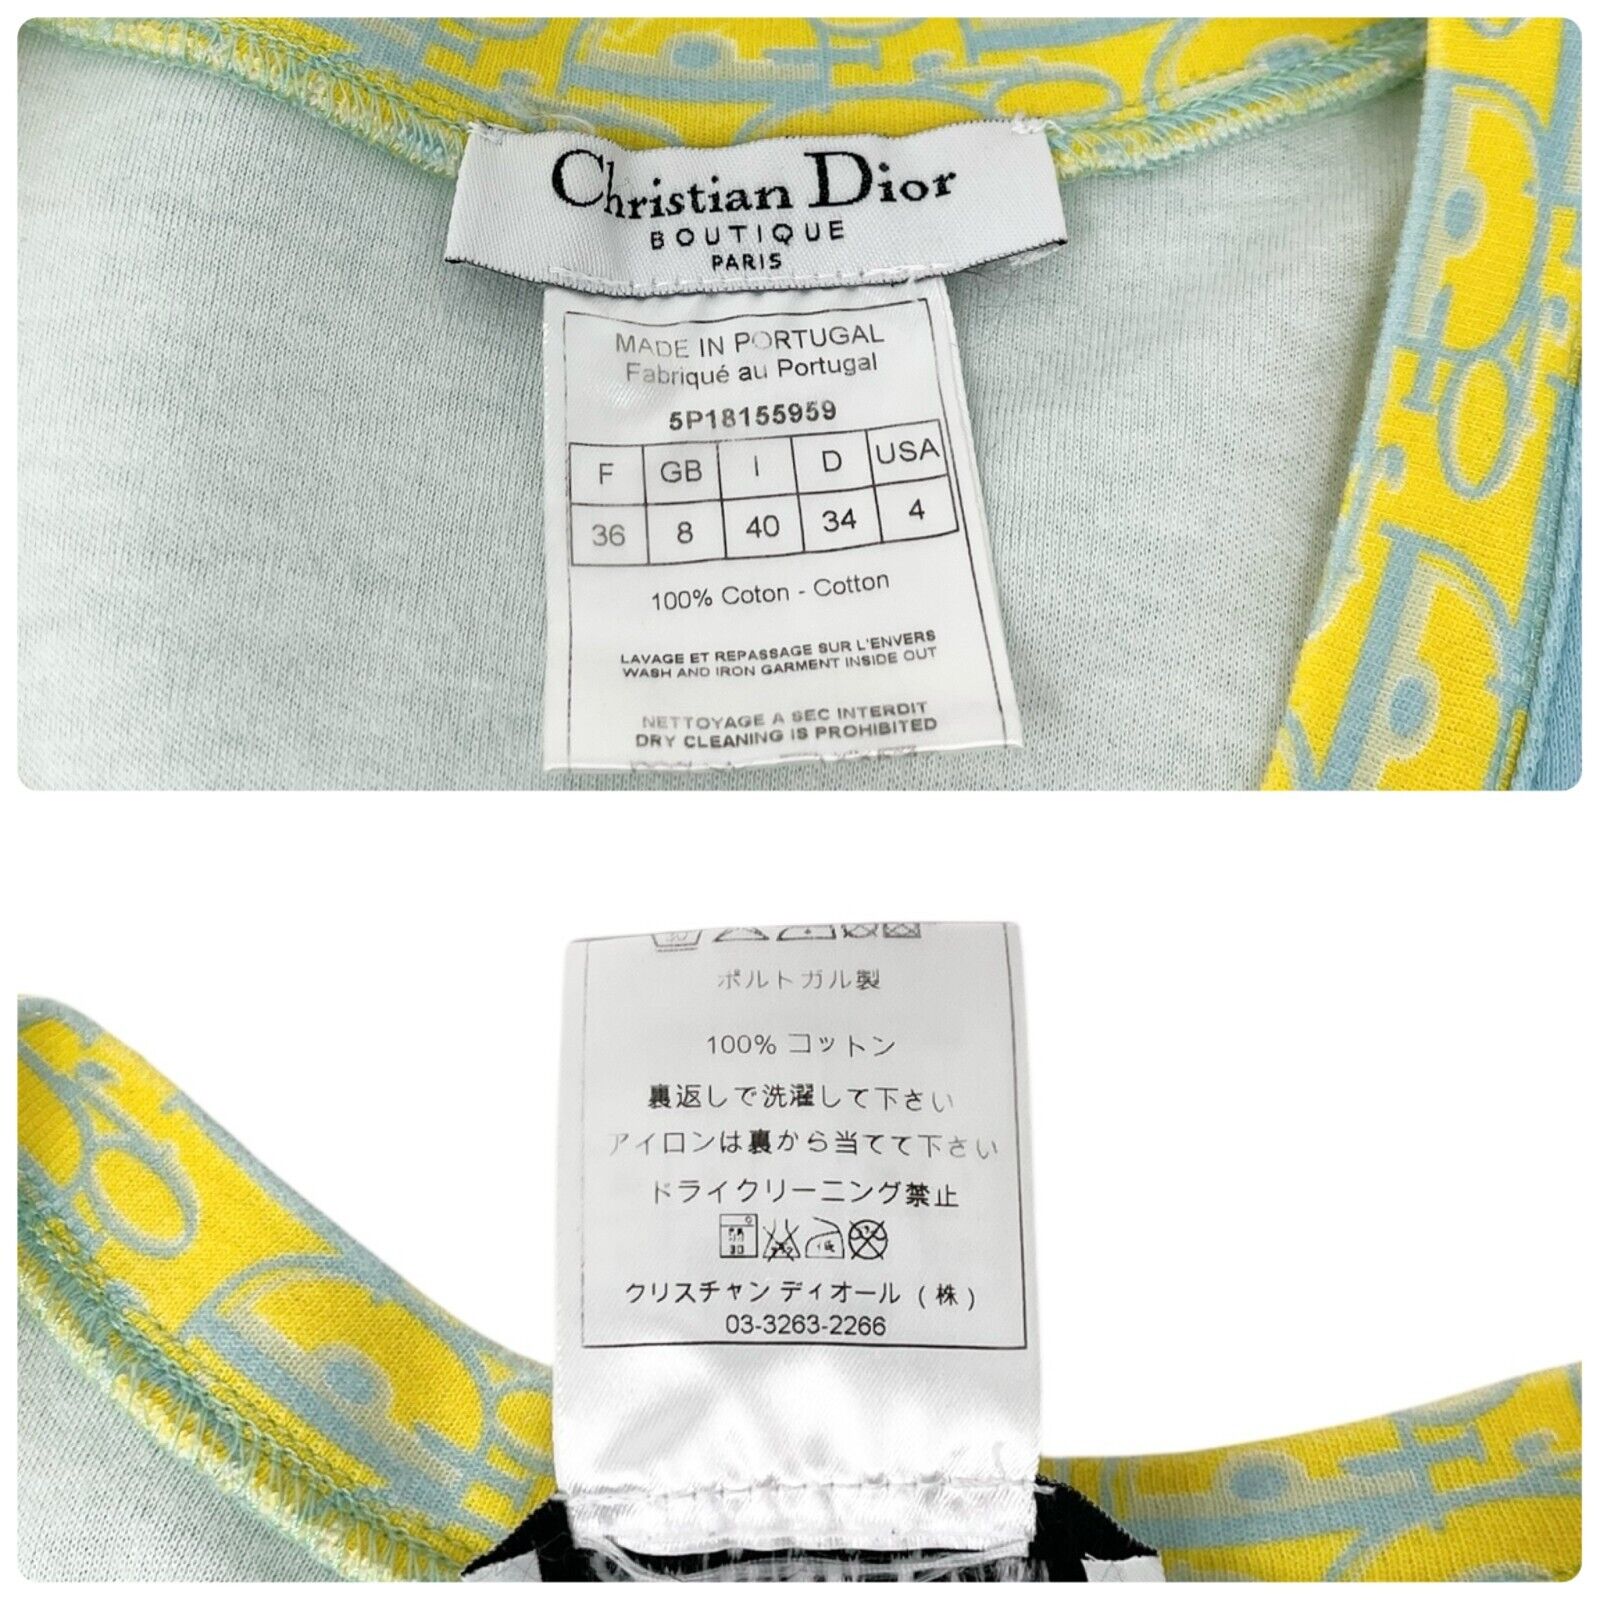 Christian Dior
BOUTIQUE
PARIS
MADE IN PORTUGAL
Fabriqué au Portugal
5P18155959
F GB I D USA
36 8 40 34 4
100% Coton - Cotton
LAVAGE ET REPASSAGE SUR L'ENVERS
WASH AND IRON GARMENT INSIDE OUT
NETTOYAGE A SEC INTERDIT
DRY CLEANING IS PROHIBITED
ポルトガル製
100% コットン
裏返しで洗濯して下さい
アイロンは裏から当てて下さい
ドライクリーニング禁止
クリスチャン ディオール (株)
03-3263-2266